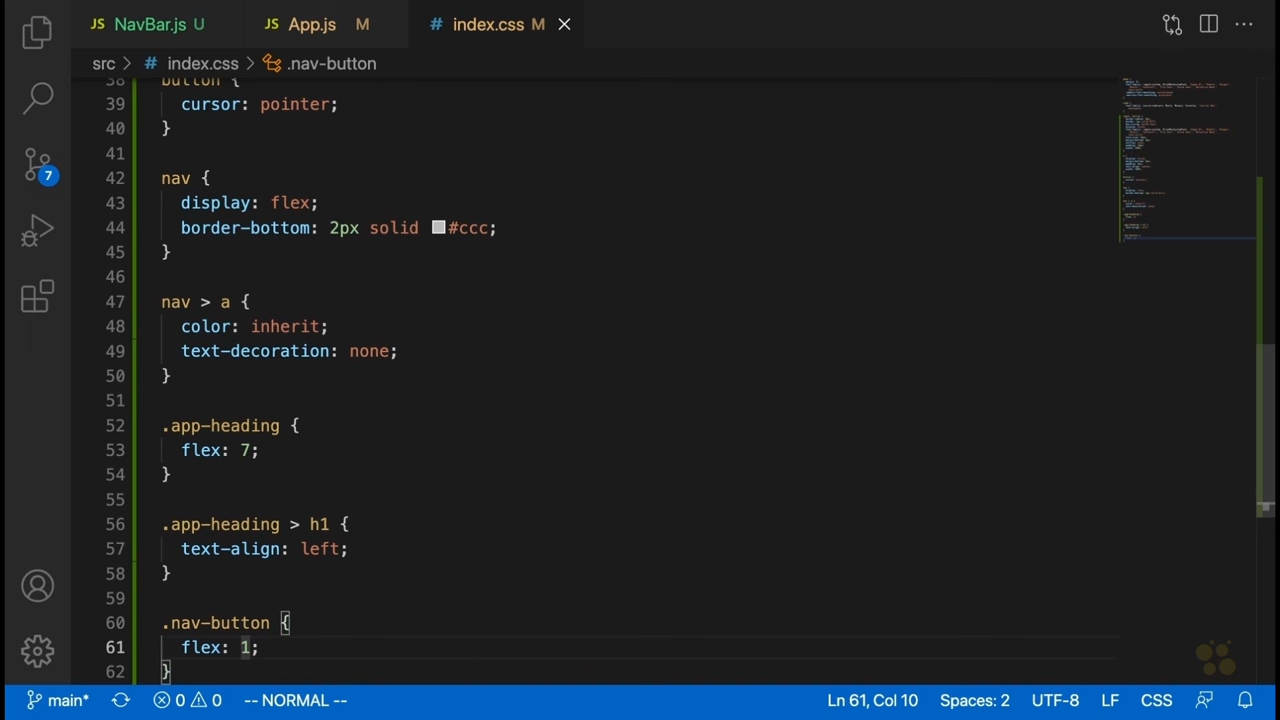 JS NavBar.js U JS App.js M # index.css M
src > # index.css > .nav-button
38 button {
39 cursor: pointer;
40 }
41
42 nav {
43 display: flex;
44 border-bottom: 2px solid #ccc;
45 }
46
47 nav > a {
48 color: inherit;
49 text-decoration: none;
50 }
51
52 .app-heading {
53 flex: 7;
54 }
55
56 .app-heading > h1 {
57 text-align: left;
58 }
59
60 .nav-button {
61 flex: 1;
62 }
7
main* 0 0 -- NORMAL -- Ln 61, Col 10 Spaces: 2 UTF-8 LF CSS